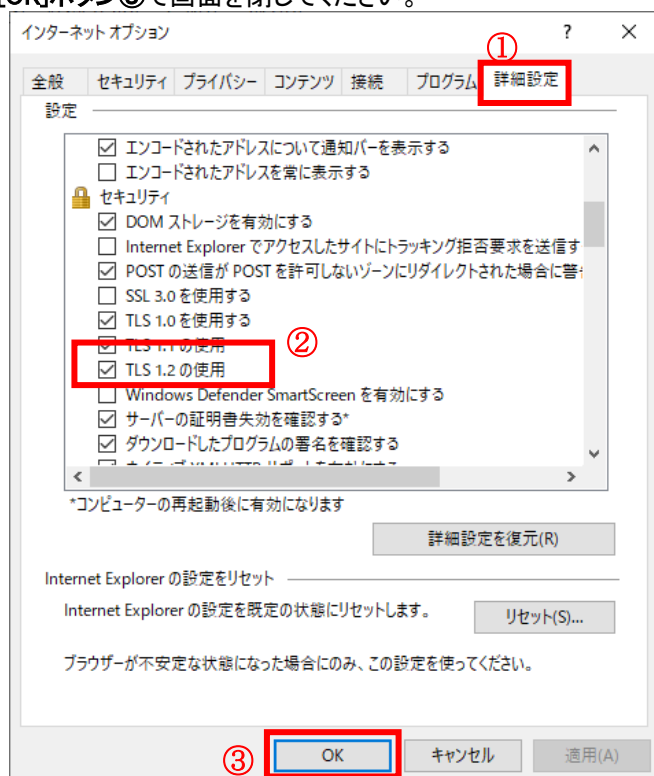 [OK]ボタン③で画面を閉じてください。
インターネット オプション ? ×
①
全般 セキュリティ プライバシー コンテンツ 接続 プログラム 詳細設定
設定
エンコードされたアドレスについて通知バーを表示する
エンコードされたアドレスを常に表示する
セキュリティ
DOM ストレージを有効にする
Internet Explorer でアクセスしたサイトにトラッキング拒否要求を送信す
POST の送信が POST を許可しないゾーンにリダイレクトされた場合に警
SSL 3.0 を使用する
TLS 1.0 を使用する
②
TLS 1.1 の使用
TLS 1.2 の使用
Windows Defender SmartScreen を有効にする
サーバーの証明書失効を確認する*
ダウンロードしたプログラムの署名を確認する
*コンピューターの再起動後に有効になります
詳細設定を復元(R)
Internet Explorer の設定をリセット
Internet Explorer の設定を既定の状態にリセットします。
リセット(S)...
ブラウザーが不安定な状態になった場合にのみ、この設定を使ってください。
③
OK キャンセル 適用(A)